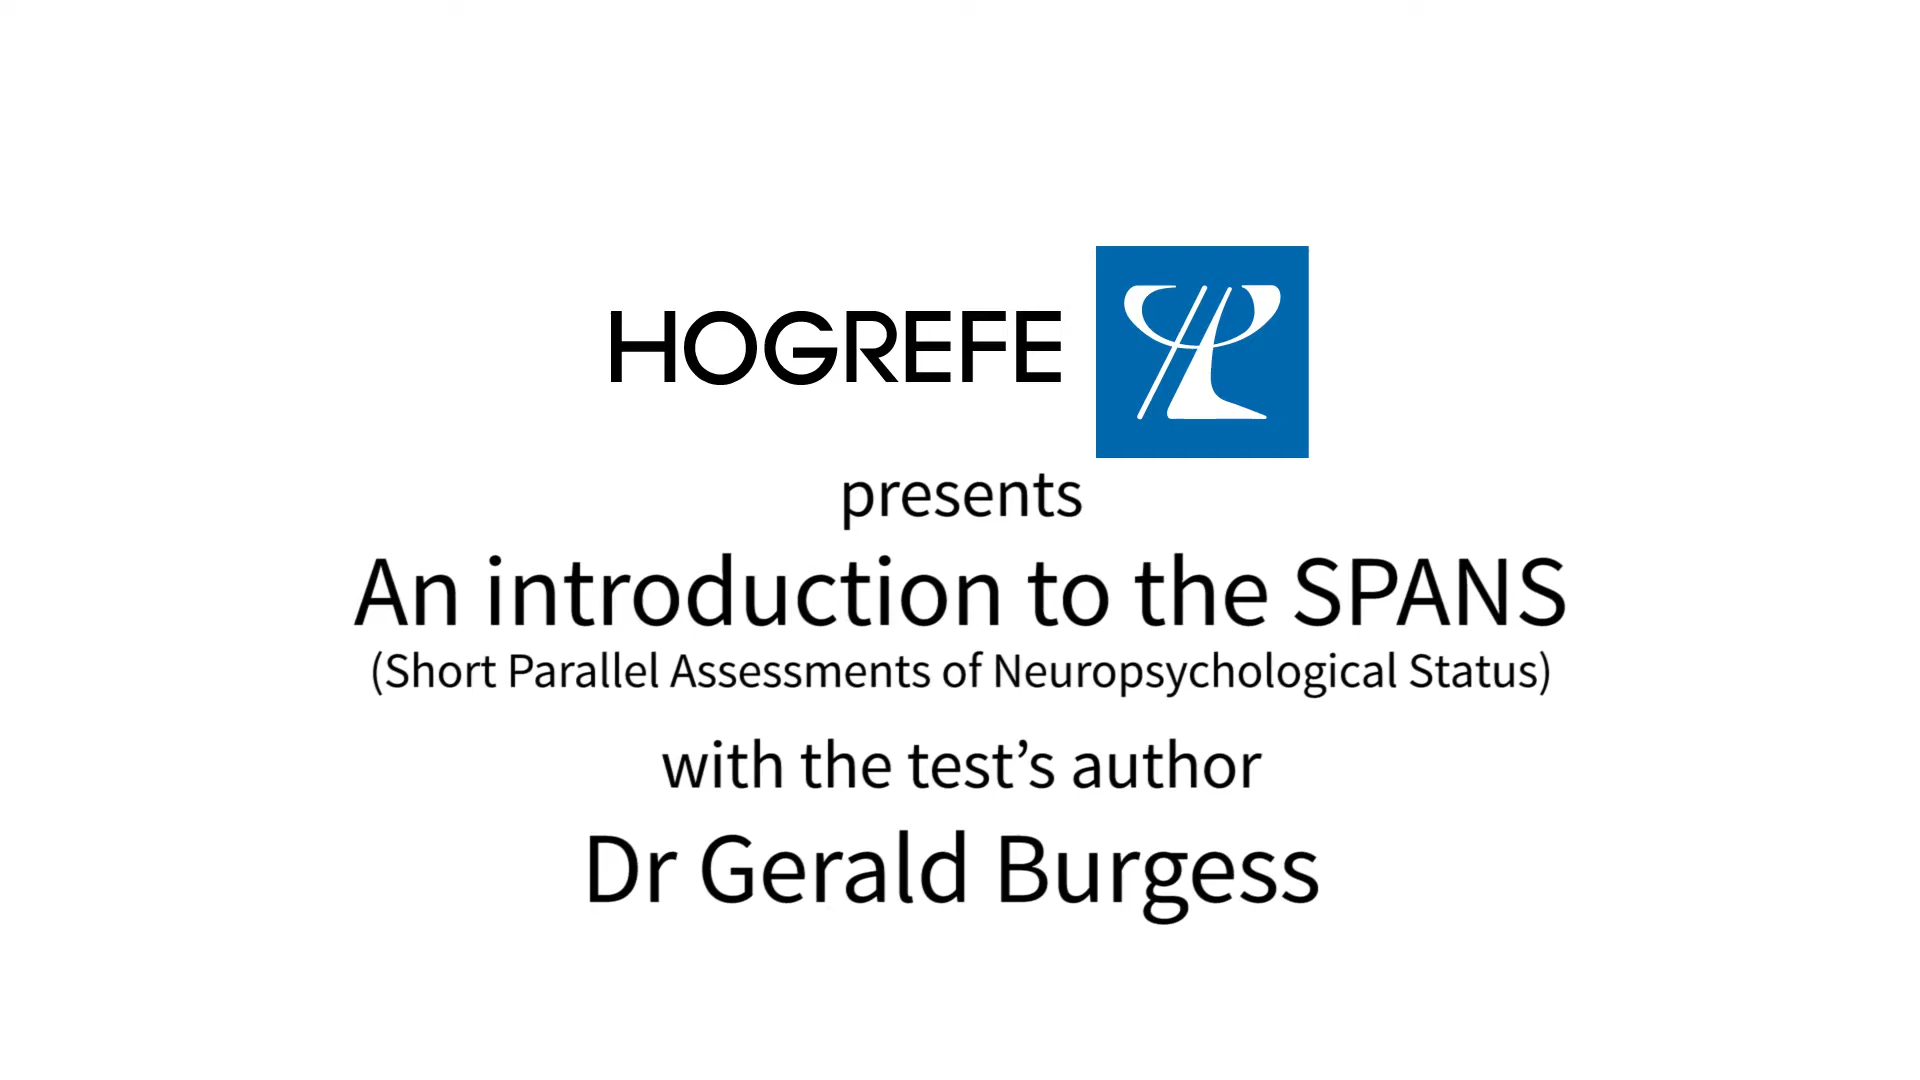 HOGREFE
presents
An introduction to the SPANS
(Short Parallel Assessments of Neuropsychological Status)
with the test’s author
Dr Gerald Burgess